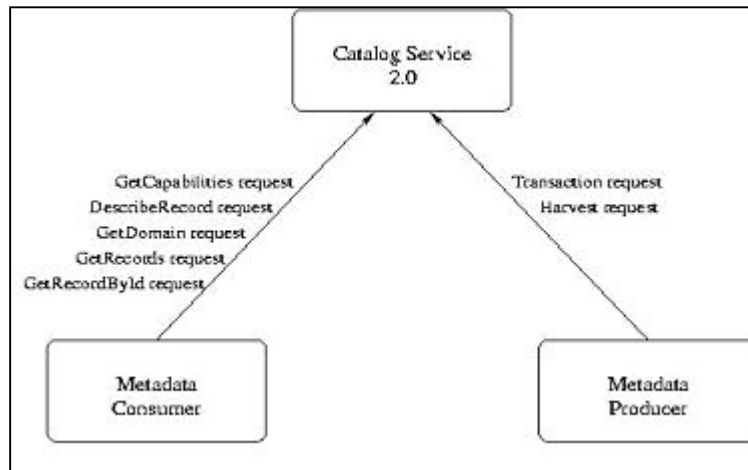 Catalog Service
2.0
GetCapabilities request
DescribeRecord request
GetDomain request
GetRecords request
GetRecordById request
Transaction request
Harvest request
Metadata
Consumer
Metadata
Producer